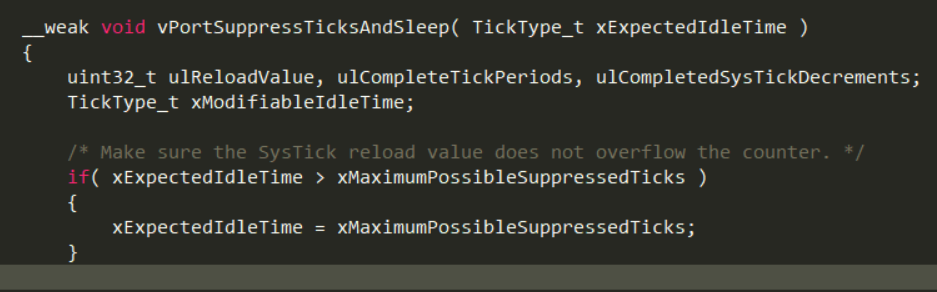 __weak void vPortSuppressTicksAndSleep( TickType_t xExpectedIdleTime )
{
    uint32_t ulReloadValue, ulCompleteTickPeriods, ulCompletedSysTickDecrements;
    TickType_t xModifiableIdleTime;

    /* Make sure the SysTick reload value does not overflow the counter. */
    if( xExpectedIdleTime > xMaximumPossibleSuppressedTicks )
    {
        xExpectedIdleTime = xMaximumPossibleSuppressedTicks;
    }